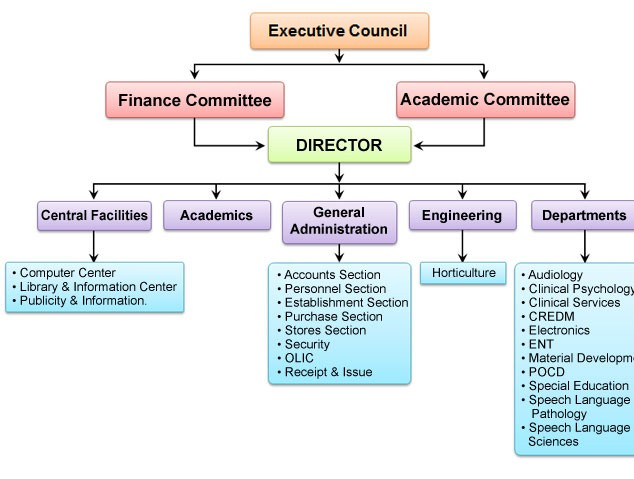 Executive Council
Finance Committee
Academic Committee
DIRECTOR
Central Facilities
Academics
General
Administration
Engineering
Departments
• Computer Center
• Library & Information Center
• Publicity & Information.
• Accounts Section
• Personnel Section
• Establishment Section
• Purchase Section
• Stores Section
• Security
• OLIC
• Receipt & Issue
Horticulture
• Audiology
• Clinical Psychology
• Clinical Services
• CREDM
• Electronics
• ENT
• Material Developm
• POCD
• Special Education
• Speech Language
Pathology
• Speech Language
Sciences